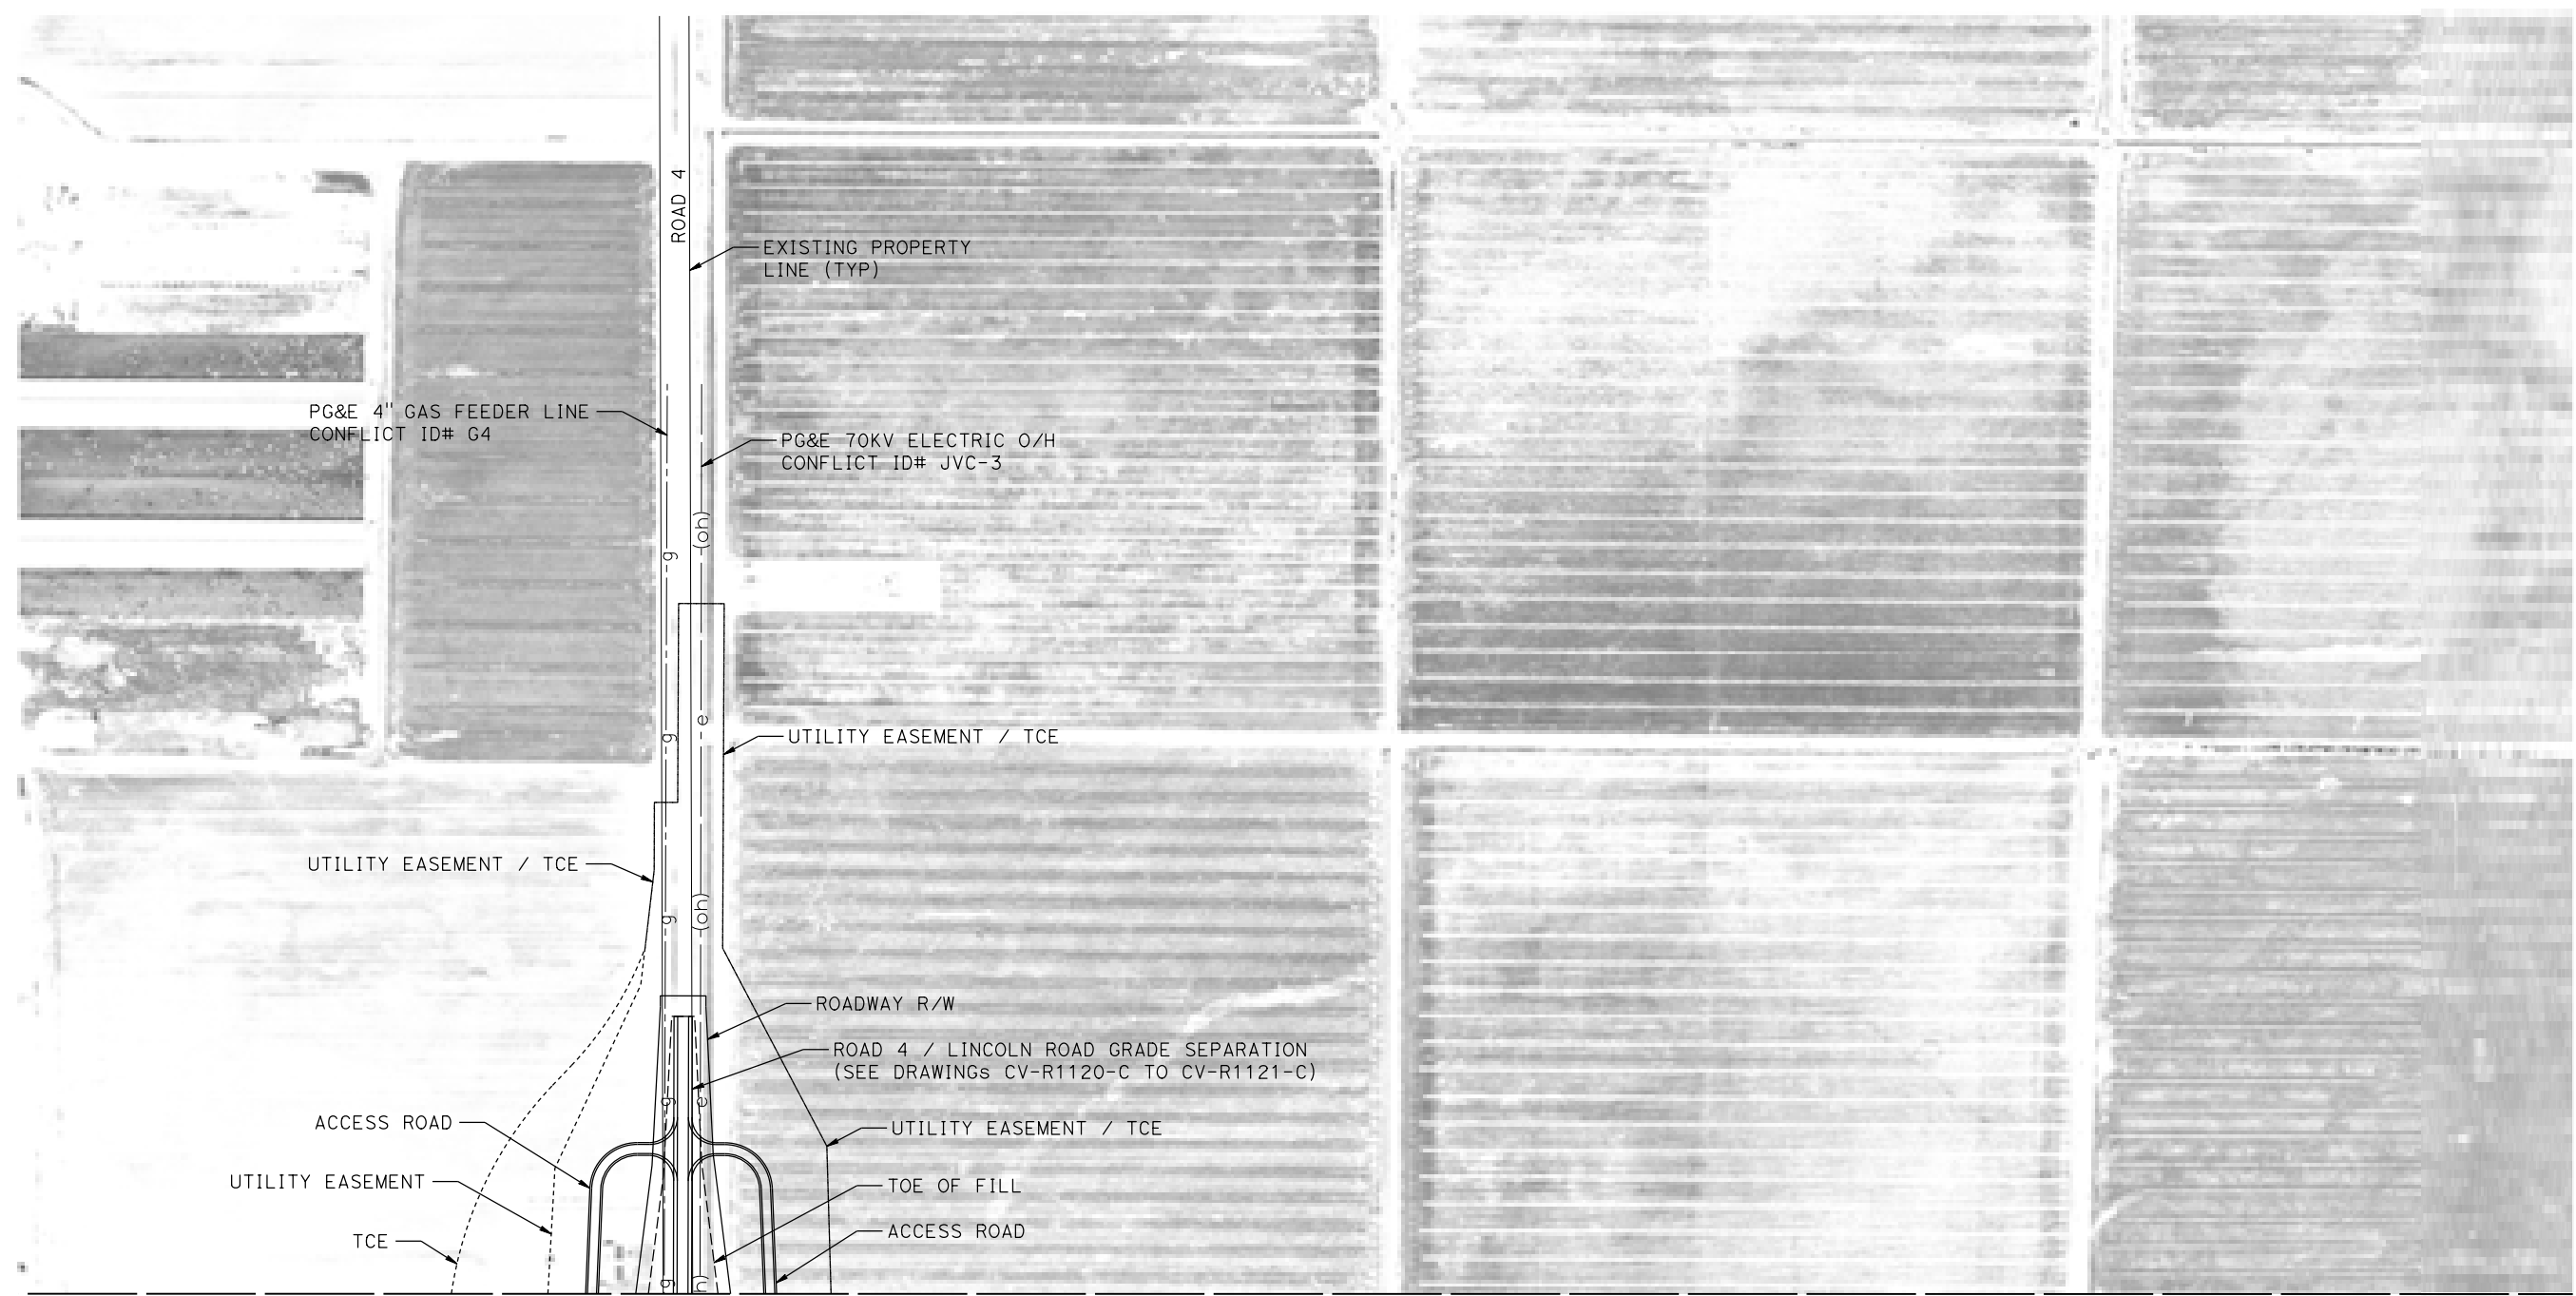 ROAD 4
EXISTING PROPERTY
LINE (TYP)
PG&E 4" GAS FEEDER LINE
CONFLICT ID# G4
PG&E 70KV ELECTRIC O/H
CONFLICT ID# JVC-3
(oh)
g
e
g
UTILITY EASEMENT / TCE
UTILITY EASEMENT / TCE
(oh)
g
ROADWAY R/W
ROAD 4 / LINCOLN ROAD GRADE SEPARATION
(SEE DRAWINGs CV-R1120-C TO CV-R1121-C)
g
e
ACCESS ROAD
UTILITY EASEMENT / TCE
UTILITY EASEMENT
TOE OF FILL
ACCESS ROAD
TCE
g
h)